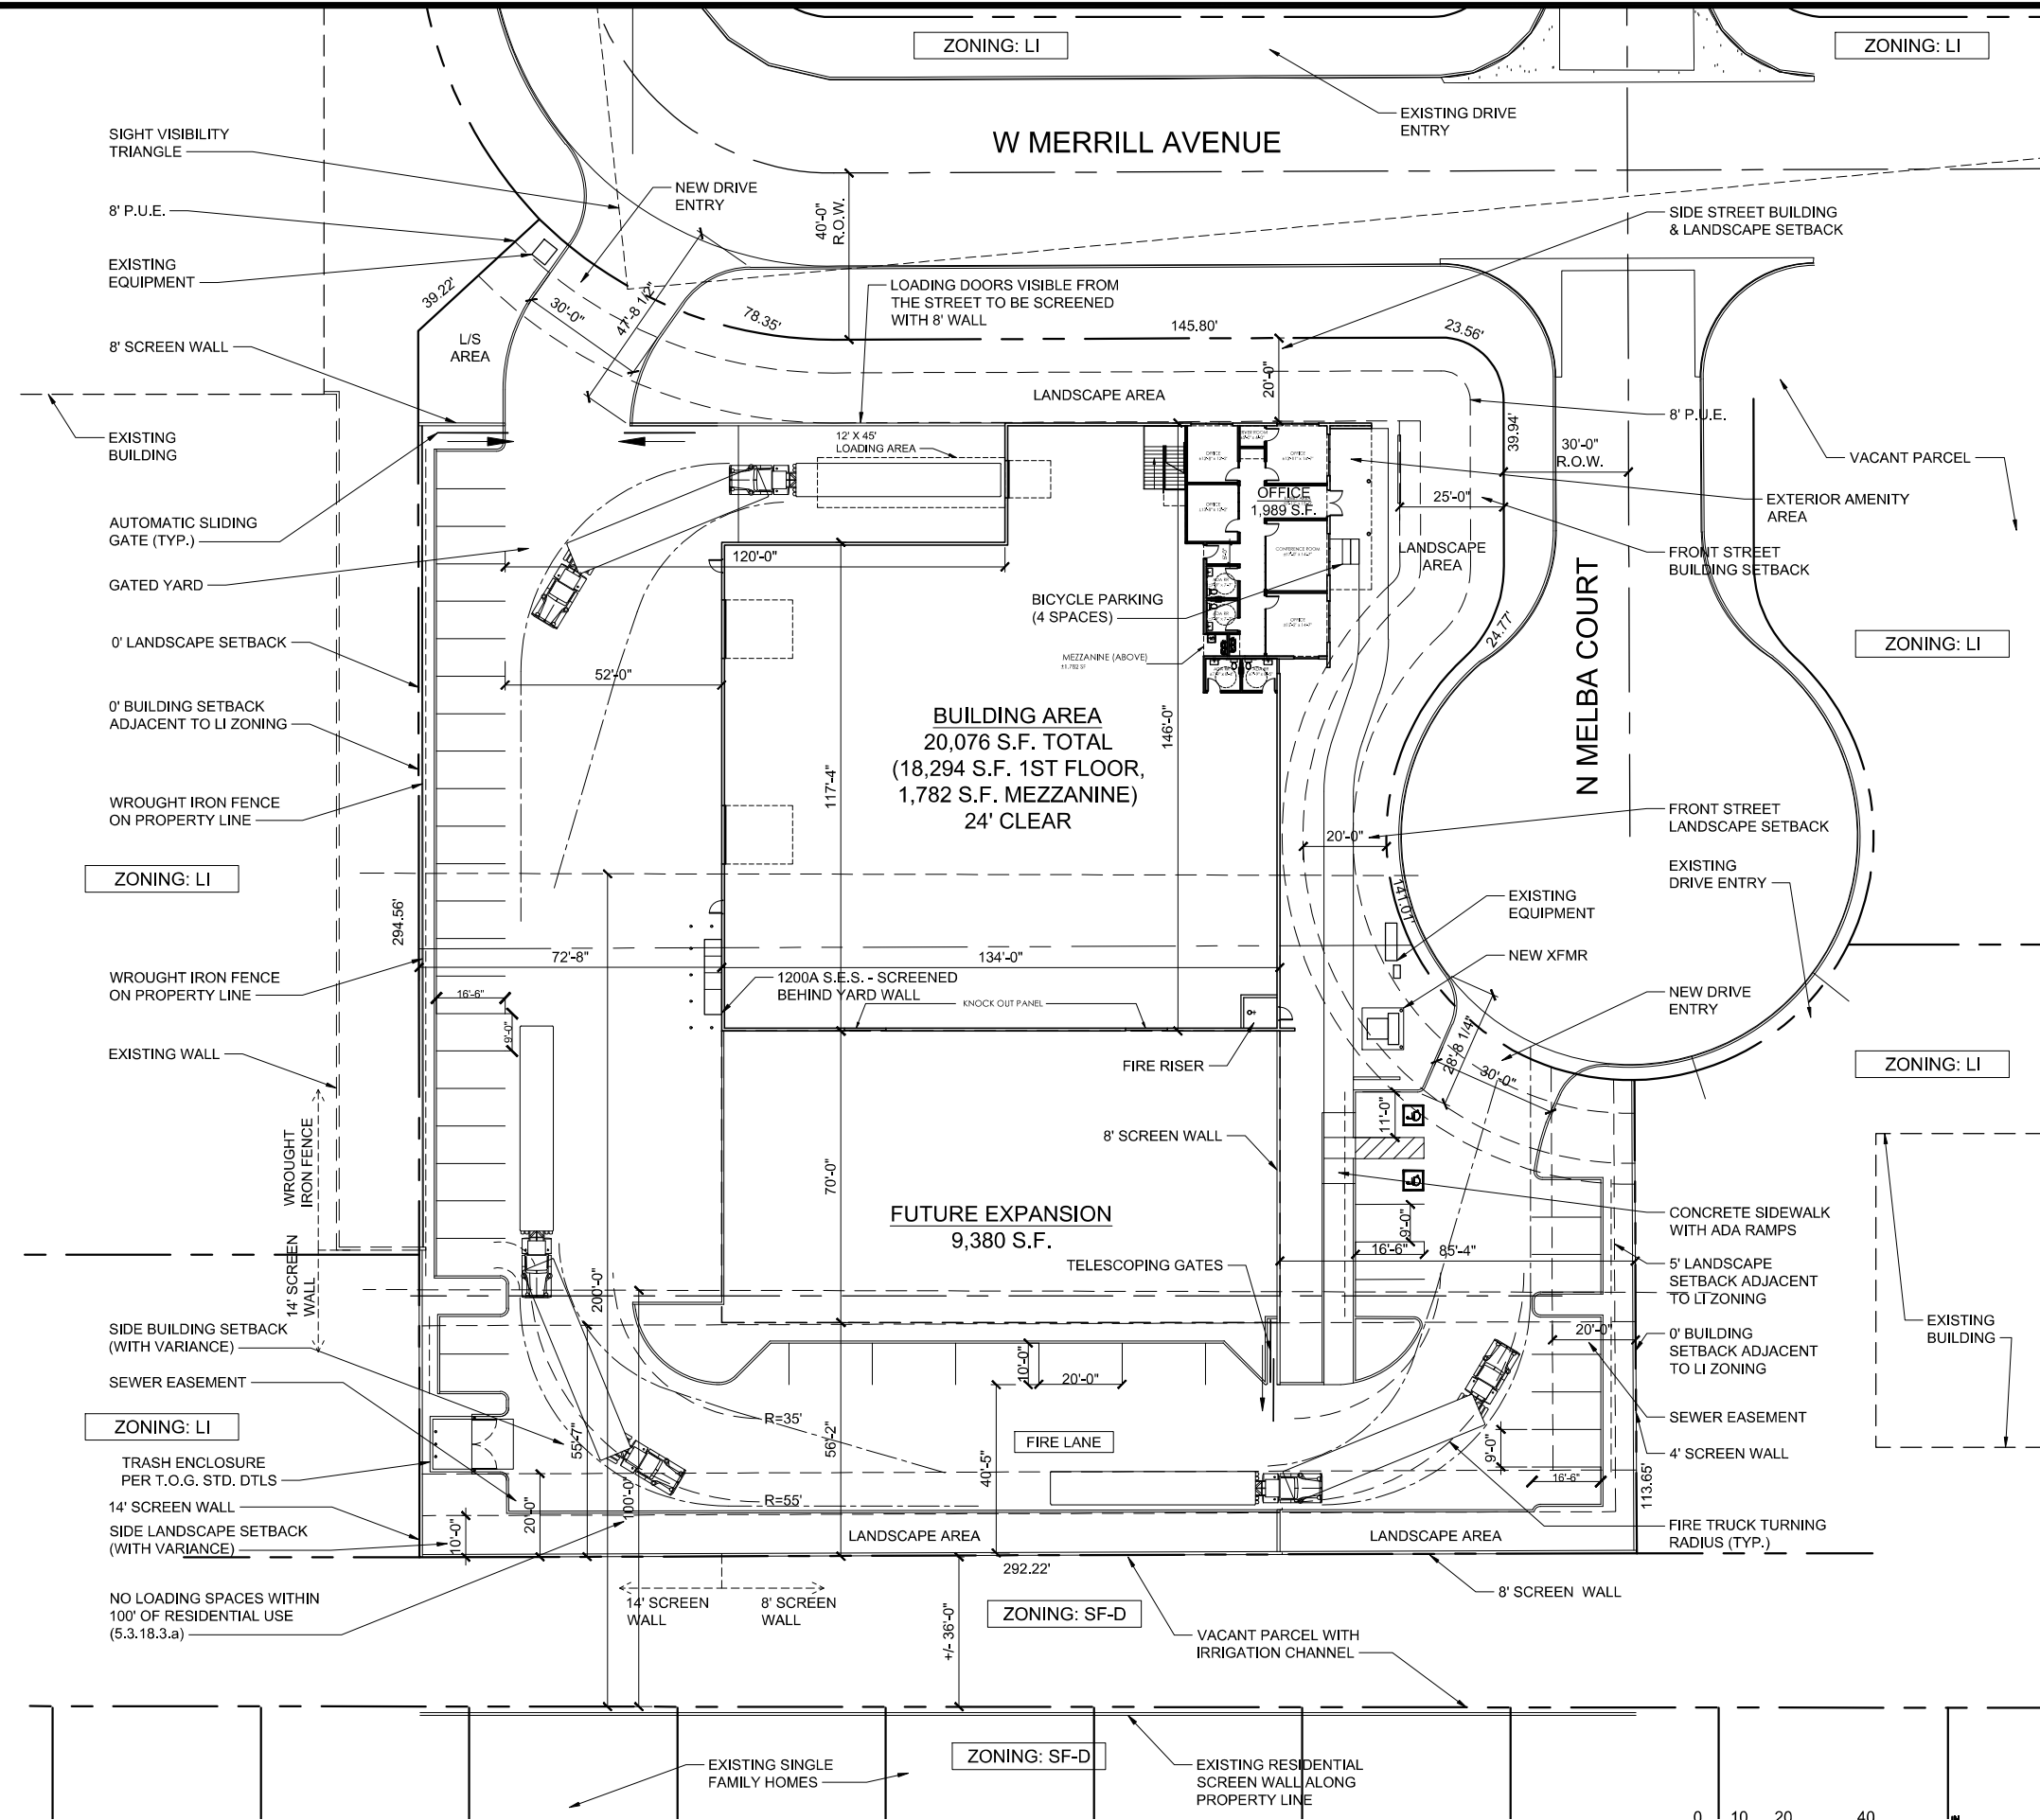 ZONING: LI
ZONING: LI
EXISTING DRIVE
ENTRY
W MERRILL AVENUE
SIGHT VISIBILITY
TRIANGLE
NEW DRIVE
ENTRY
8' P.U.E.
40'-0"
R.O.W.
SIDE STREET BUILDING
& LANDSCAPE SETBACK
EXISTING
EQUIPMENT
39.22'
30'-0"
47'-8 1/2"
78.35'
LOADING DOORS VISIBLE FROM
THE STREET TO BE SCREENED
WITH 8' WALL
145.80'
23.56'
8' SCREEN WALL
L/S
AREA
20'-0"
LANDSCAPE AREA
8' P.U.E.
39.94'
30'-0"
R.O.W.
EXISTING
BUILDING
12' X 45'
LOADING AREA
VACANT PARCEL
OFFICE
1,989 S.F.
25'-0"
EXTERIOR AMENITY
AREA
AUTOMATIC SLIDING
GATE (TYP.)
120'-0"
LANDSCAPE
AREA
FRONT STREET
BUILDING SETBACK
GATED YARD
BICYCLE PARKING
(4 SPACES)
CONFERENCE ROOM
OFFICE
24.77'
N MELBA COURT
0' LANDSCAPE SETBACK
MEZZANINE (ABOVE)
±1,782 SF
ZONING: LI
52'-0"
0' BUILDING SETBACK
ADJACENT TO LI ZONING
BUILDING AREA
20,076 S.F. TOTAL
(18,294 S.F. 1ST FLOOR,
1,782 S.F. MEZZANINE)
24' CLEAR
146'-0"
117'-4"
WROUGHT IRON FENCE
ON PROPERTY LINE
20'-0"
FRONT STREET
LANDSCAPE SETBACK
ZONING: LI
EXISTING
DRIVE ENTRY
141.01'
EXISTING
EQUIPMENT
294.56'
72'-8"
134'-0"
NEW XFMR
WROUGHT IRON FENCE
ON PROPERTY LINE
1200A S.E.S. - SCREENED
BEHIND YARD WALL
KNOCK OUT PANEL
NEW DRIVE
ENTRY
16'-6"
9'-0"
EXISTING WALL
FIRE RISER
28'-8 1/4"
30'-0"
ZONING: LI
11'-0"
WROUGHT
IRON FENCE
14' SCREEN
WALL
8' SCREEN WALL
70'-0"
FUTURE EXPANSION
9,380 S.F.
CONCRETE SIDEWALK
WITH ADA RAMPS
9'-0"
16'-6"
85'-4"
TELESCOPING GATES
5' LANDSCAPE
SETBACK ADJACENT
TO LI ZONING
200'-0"
SIDE BUILDING SETBACK
(WITH VARIANCE)
20'-0"
0' BUILDING
SETBACK ADJACENT
TO LI ZONING
EXISTING
BUILDING
SEWER EASEMENT
10'-0"
20'-0"
ZONING: LI
R=35'
SEWER EASEMENT
55'-7"
56'-2"
FIRE LANE
40'-5"
9'-0"
4' SCREEN WALL
TRASH ENCLOSURE
PER T.O.G. STD. DTLS
16'-6"
113.65'
14' SCREEN WALL
R=55'
100'-0"
20'-0"
10'-0"
SIDE LANDSCAPE SETBACK
(WITH VARIANCE)
LANDSCAPE AREA
LANDSCAPE AREA
FIRE TRUCK TURNING
RADIUS (TYP.)
292.22'
NO LOADING SPACES WITHIN
100' OF RESIDENTIAL USE
(5.3.18.3.a)
14' SCREEN
WALL
8' SCREEN
WALL
8' SCREEN WALL
+/- 36'-0"
ZONING: SF-D
VACANT PARCEL WITH
IRRIGATION CHANNEL
EXISTING SINGLE
FAMILY HOMES
ZONING: SF-D
EXISTING RESIDENTIAL
SCREEN WALL ALONG
PROPERTY LINE
0 10 20 40